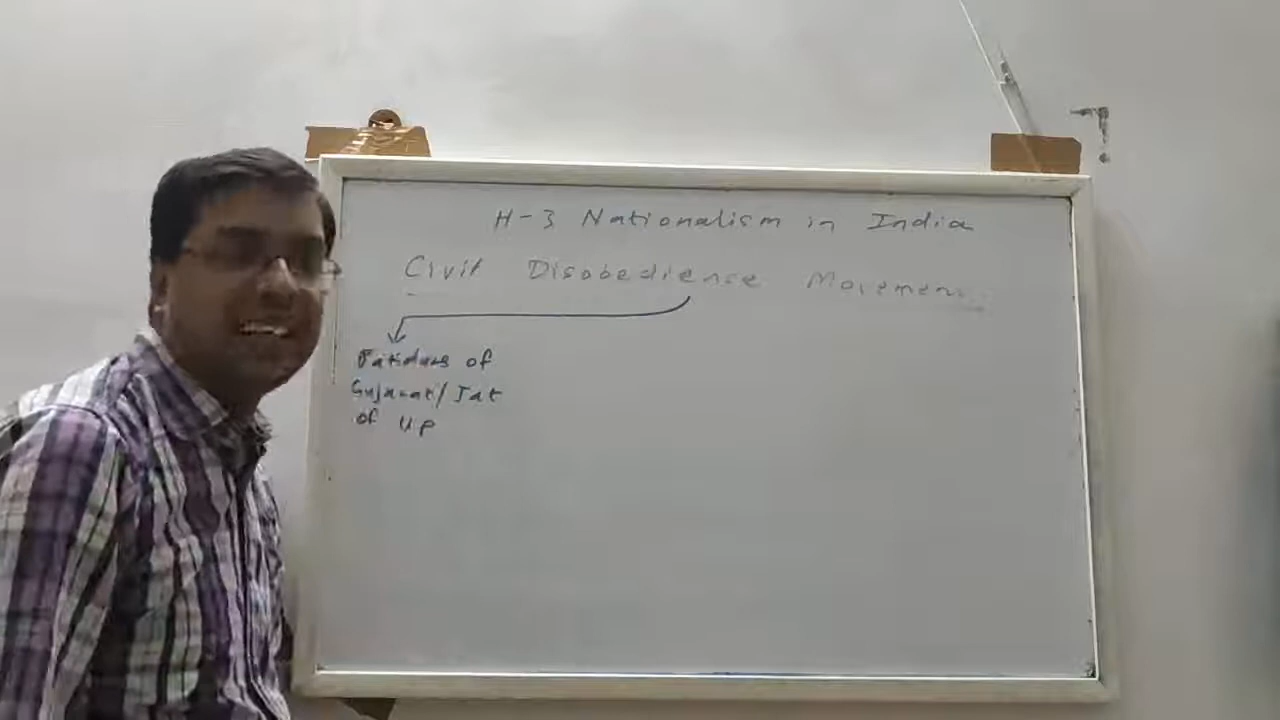 H-3 Nationalism in India
Civil Disobedience Movement
Patidars of
Gujarat/Jat
of UP